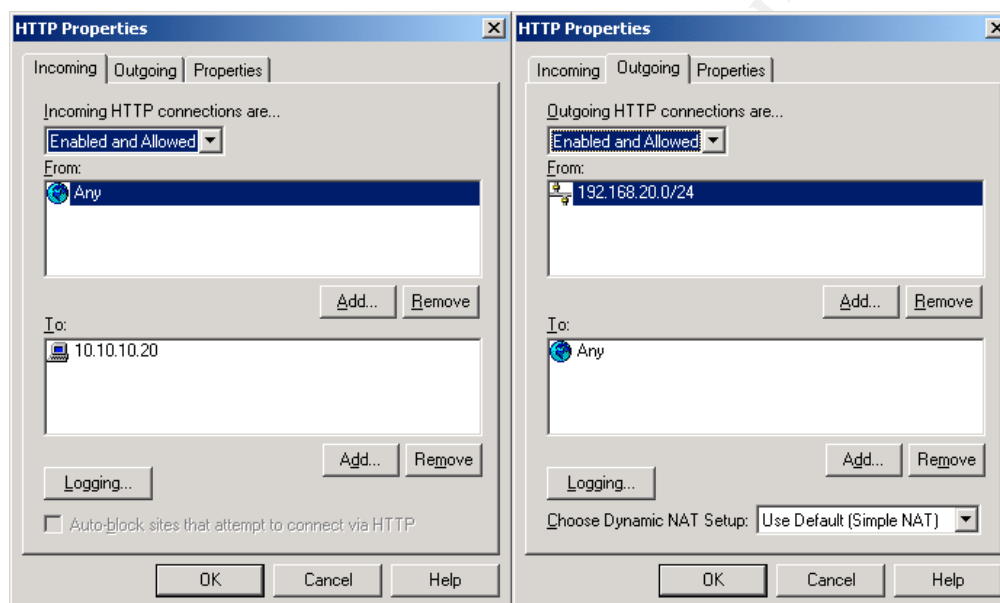 HTTP Properties
Incoming
Outgoing
Properties
Incoming HTTP connections are...
Enabled and Allowed
From:
Any
Add...
Remove
To:
10.10.10.20
Add...
Remove
Logging...
Auto-block sites that attempt to connect via HTTP
OK
Cancel
Help
HTTP Properties
Incoming
Outgoing
Properties
Outgoing HTTP connections are...
Enabled and Allowed
From:
192.168.20.0/24
Add...
Remove
To:
Any
Add...
Remove
Logging...
Choose Dynamic NAT Setup:
Use Default (Simple NAT)
OK
Cancel
Help